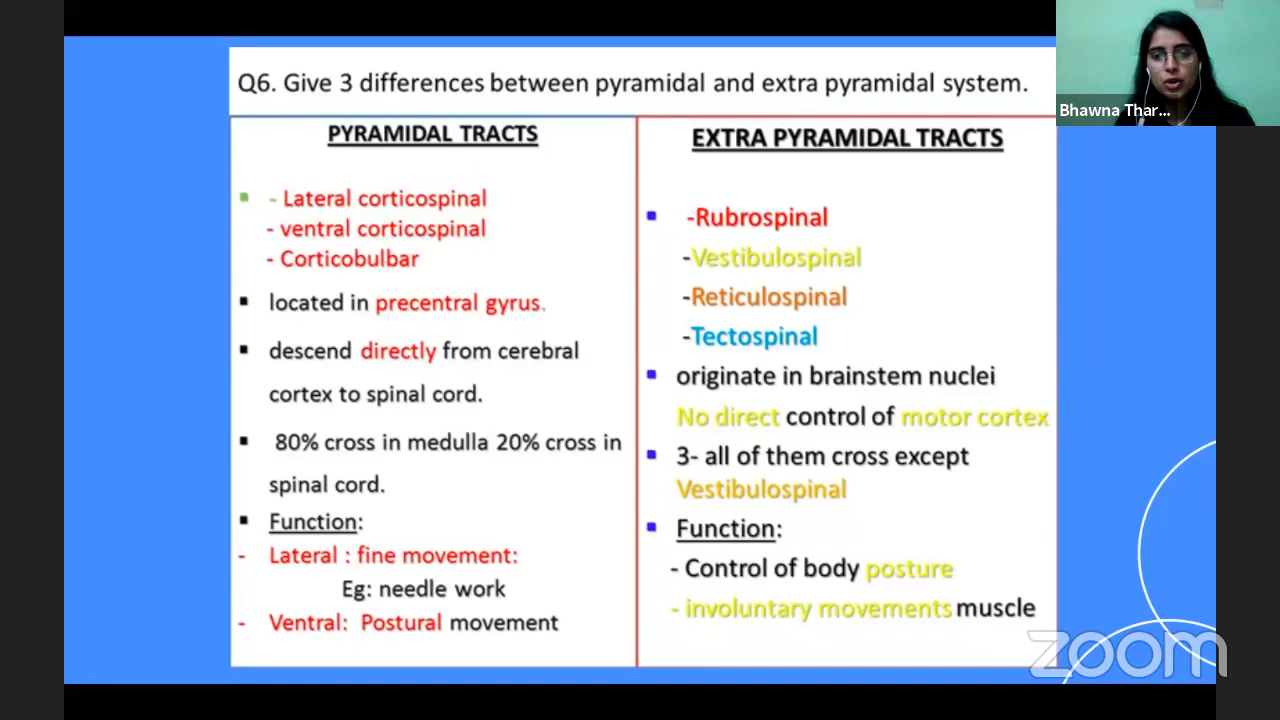 Q6. Give 3 differences between pyramidal and extra pyramidal system.
PYRAMIDAL TRACTS
- Lateral corticospinal
- ventral corticospinal
- Corticobulbar
located in precentral gyrus.
descend directly from cerebral
cortex to spinal cord.
80% cross in medulla 20% cross in
spinal cord.
Function:
- Lateral : fine movement:
Eg: needle work
- Ventral: Postural movement
EXTRA PYRAMIDAL TRACTS
-Rubrospinal
-Vestibulospinal
-Reticulospinal
-Tectospinal
originate in brainstem nuclei
No direct control of motor cortex
3- all of them cross except
Vestibulospinal
Function:
- Control of body posture
- involuntary movements muscle
Bhawna Thar...
zoom